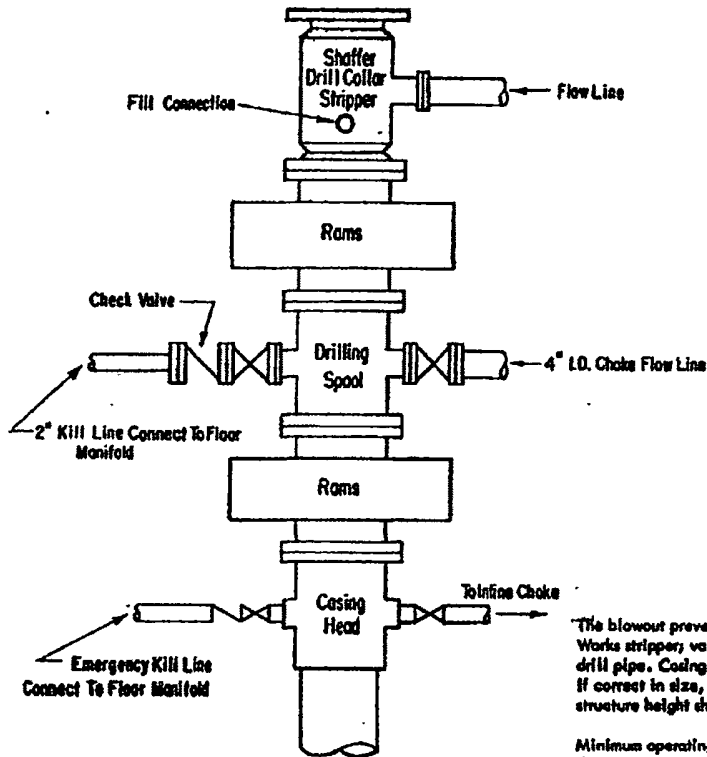 Shaffer
Drill Collar
Stripper
Fill Connection
Flow Line
Rams
Check Valve
Drilling
Spool
4" I.D. Choke Flow Line
2" Kill Line Connect To Floor
Manifold
Rams
Casing
Head
To Inline Choke
Emergency Kill Line
Connect To Floor Manifold
The blowout preve
Works stripper; va
drill pipe. Casing
If correct in size,
structure height sh
Minimum operatin